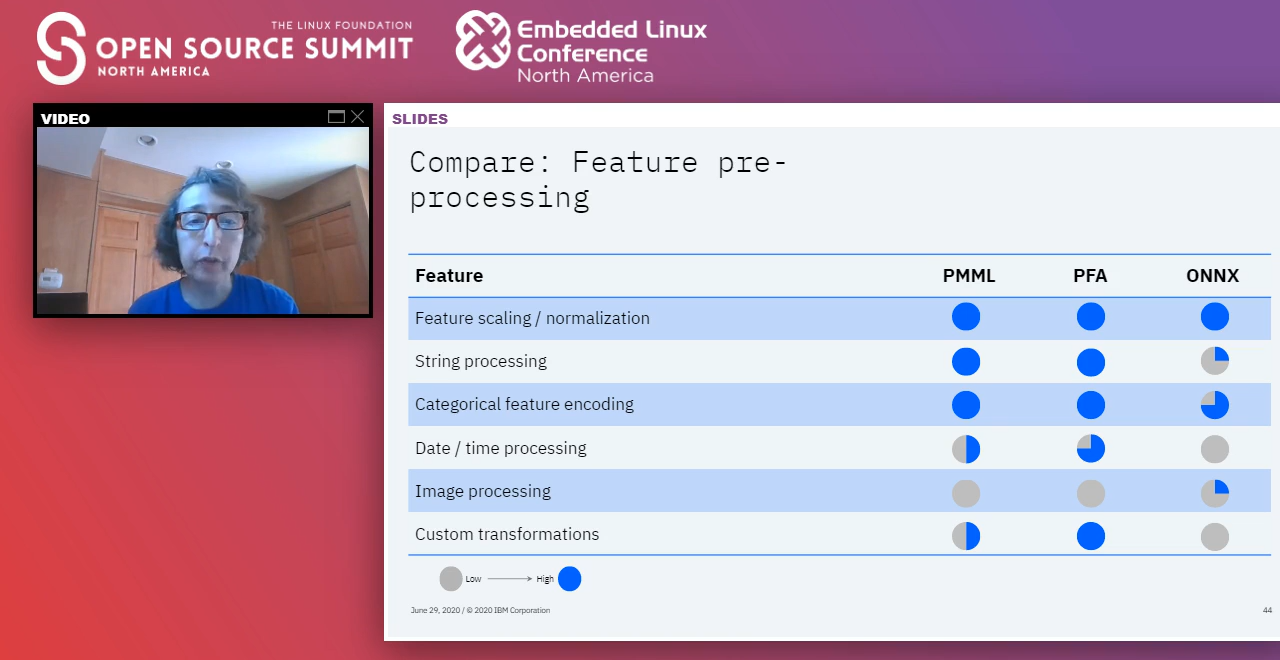 THE LINUX FOUNDATION
OPEN SOURCE SUMMIT
NORTH AMERICA
Embedded Linux
Conference
North America
VIDEO
SLIDES
Compare: Feature pre-
processing
Feature PMML PFA ONNX
Feature scaling / normalization
String processing
Categorical feature encoding
Date / time processing
Image processing
Custom transformations
Low High
June 29, 2020 / © 2020 IBM Corporation 44